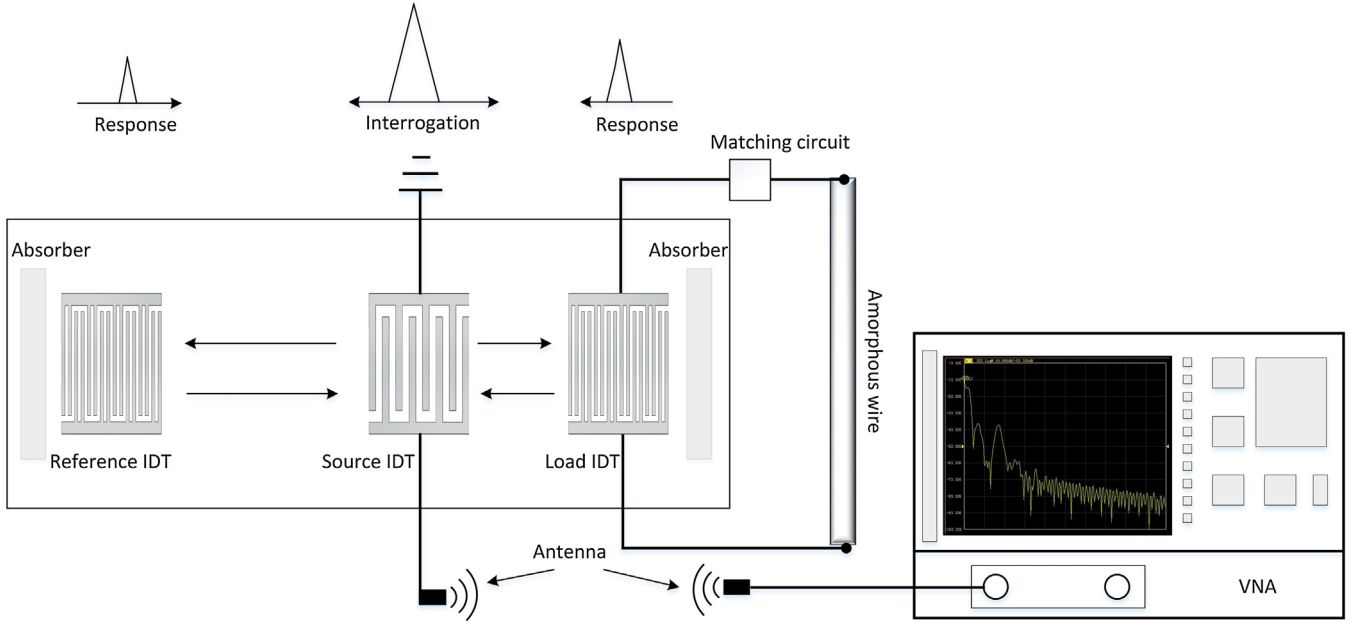 Response
Interrogation
Response
Matching circuit
Absorber
Absorber
Amorphous wire
Reference IDT
Source IDT
Load IDT
Antenna
VNA